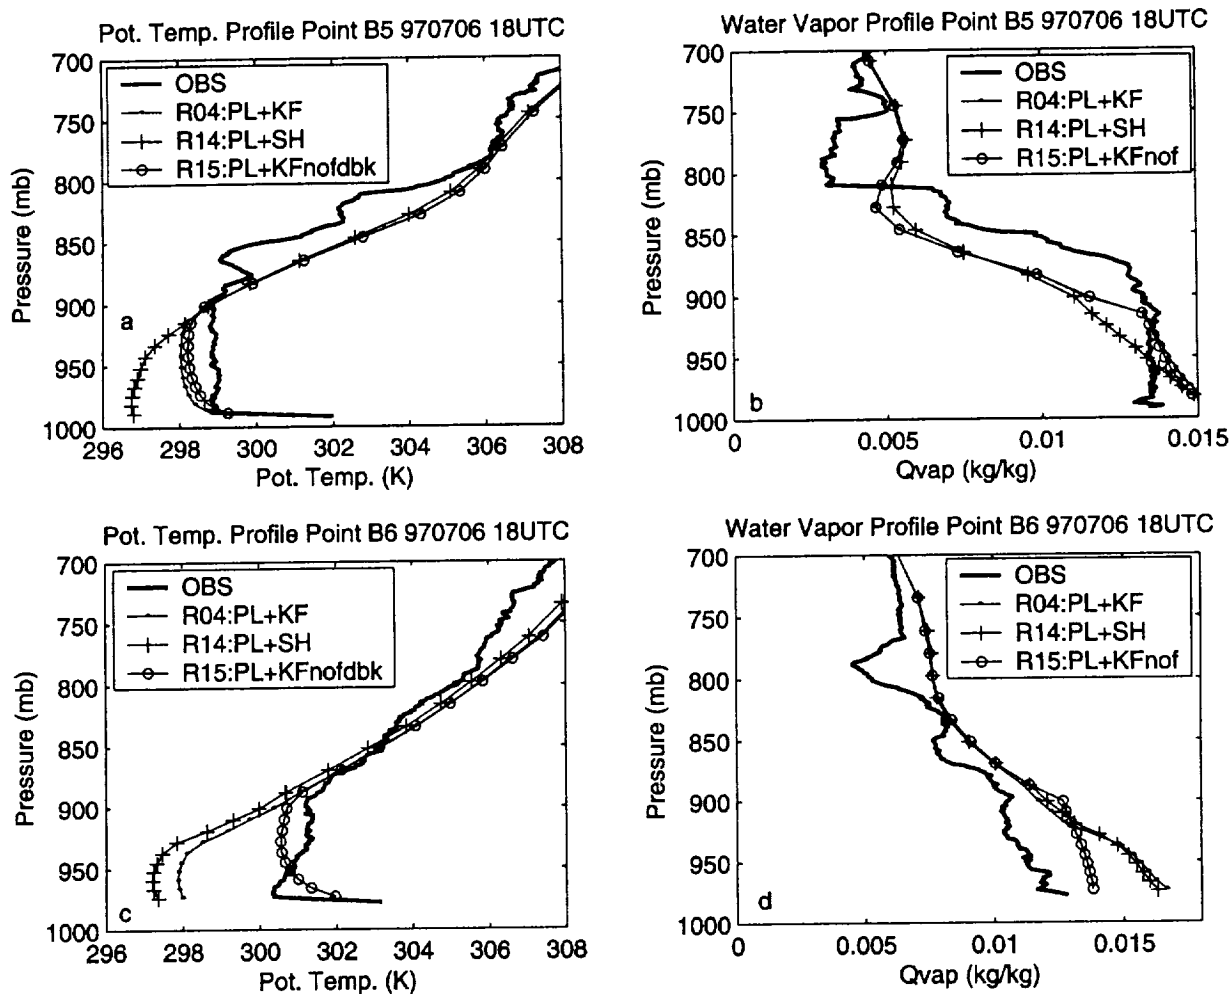 Pot. Temp. Profile Point B5 970706 18UTC
OBS
R04:PL+KF
R14:PL+SH
R15:PL+KFnofdbk
700
750
800
850
900
950
1000
Pressure (mb)
a
296 298 300 302 304 306 308
Pot. Temp. (K)
Water Vapor Profile Point B5 970706 18UTC
OBS
R04:PL+KF
R14:PL+SH
R15:PL+KFnof
700
750
800
850
900
950
1000
Pressure (mb)
b
0 0.005 0.01 0.015
Qvap (kg/kg)
Pot. Temp. Profile Point B6 970706 18UTC
OBS
R04:PL+KF
R14:PL+SH
R15:PL+KFnofdbk
700
750
800
850
900
950
1000
Pressure (mb)
c
296 298 300 302 304 306 308
Pot. Temp. (K)
Water Vapor Profile Point B6 970706 18UTC
OBS
R04:PL+KF
R14:PL+SH
R15:PL+KFnof
700
750
800
850
900
950
1000
Pressure (mb)
d
0 0.005 0.01 0.015
Qvap (kg/kg)